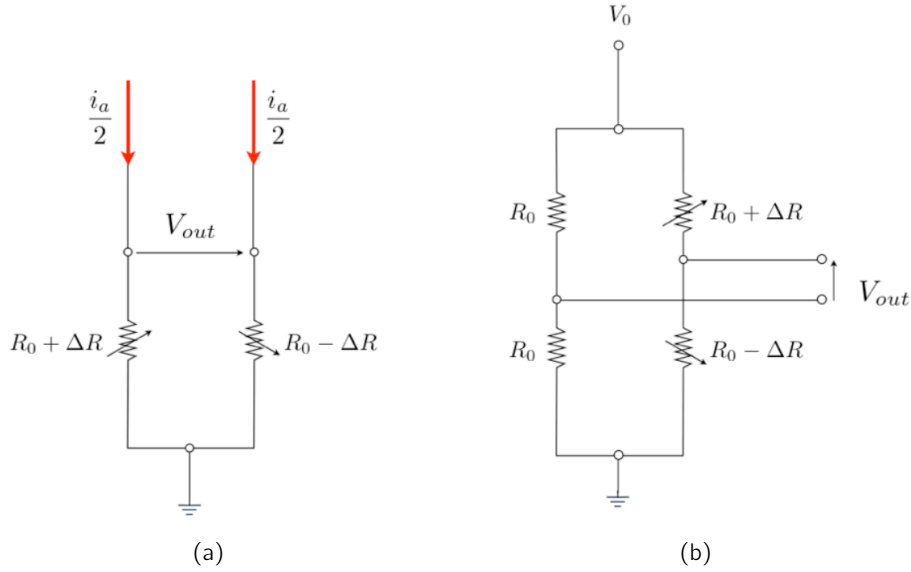 i_a/2
i_a/2
V_out
R_0 + ΔR
R_0 − ΔR
(a)
V_0
R_0
R_0 + ΔR
V_out
R_0
R_0 − ΔR
(b)